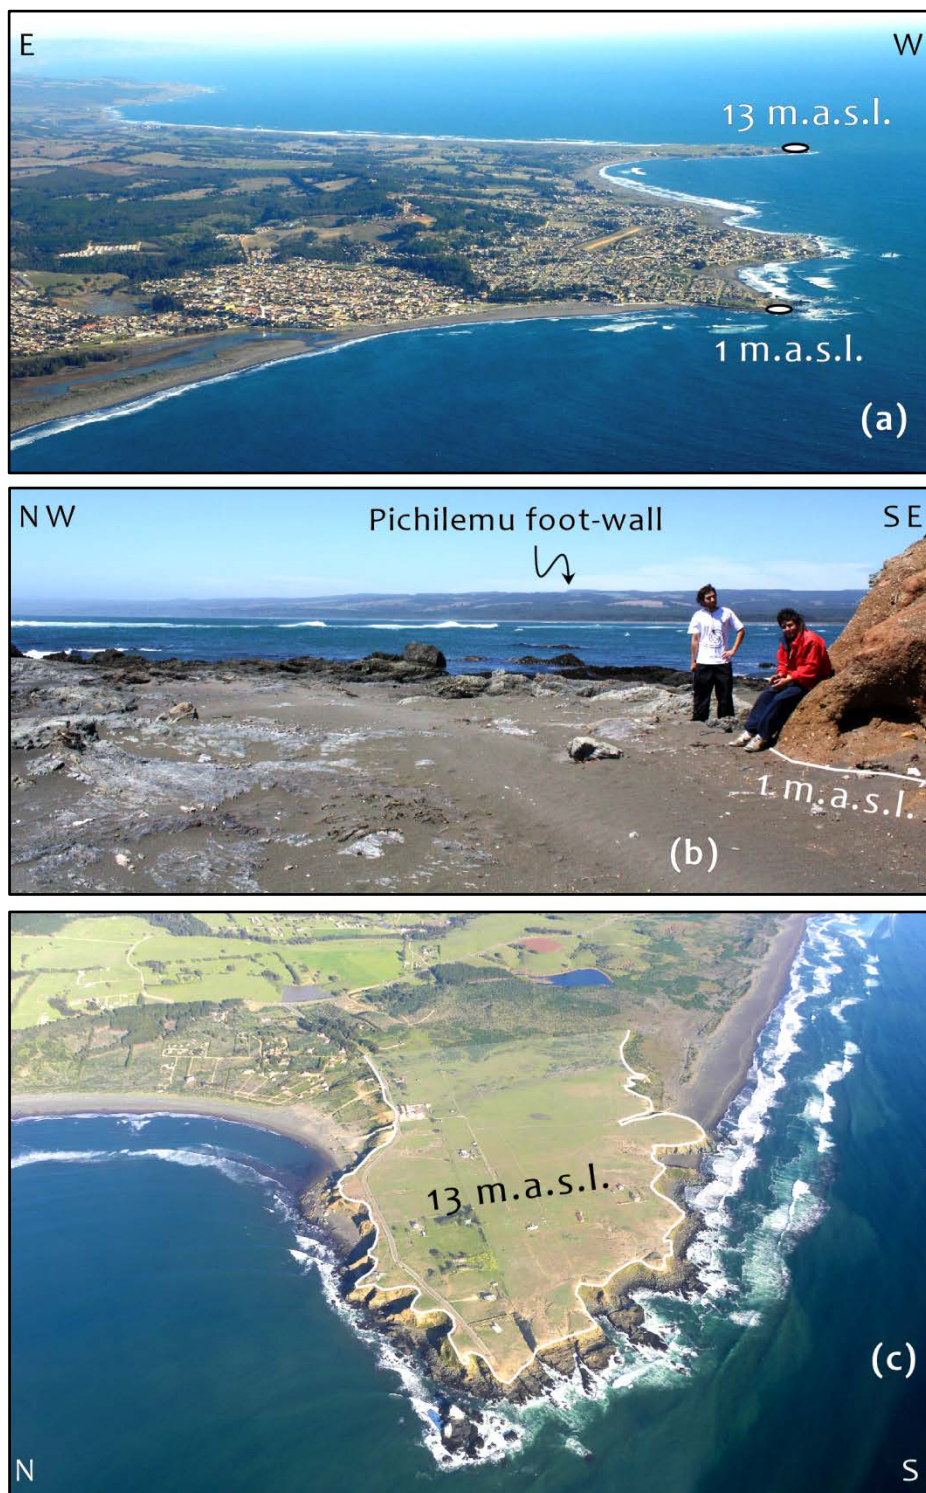 E
W
13 m.a.s.l.
1 m.a.s.l.
(a)
NW
Pichilemu foot-wall
SE
1 m.a.s.l.
(b)
13 m.a.s.l.
(c)
N
S